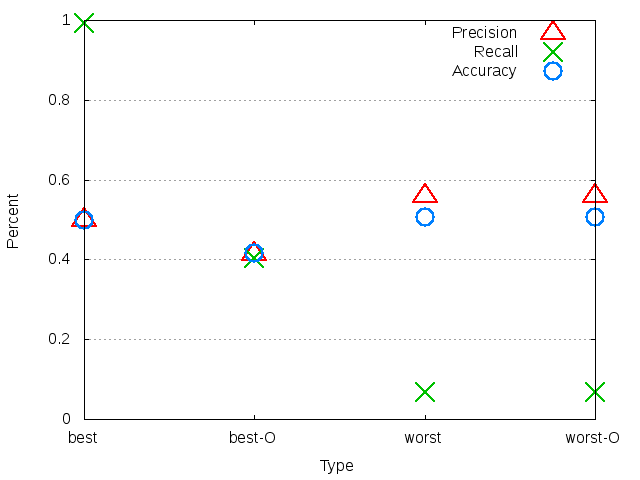 1
Precision
Recall
Accuracy
0.8
0.6
Percent
0.4
0.2
0
best
best-O
worst
worst-O
Type